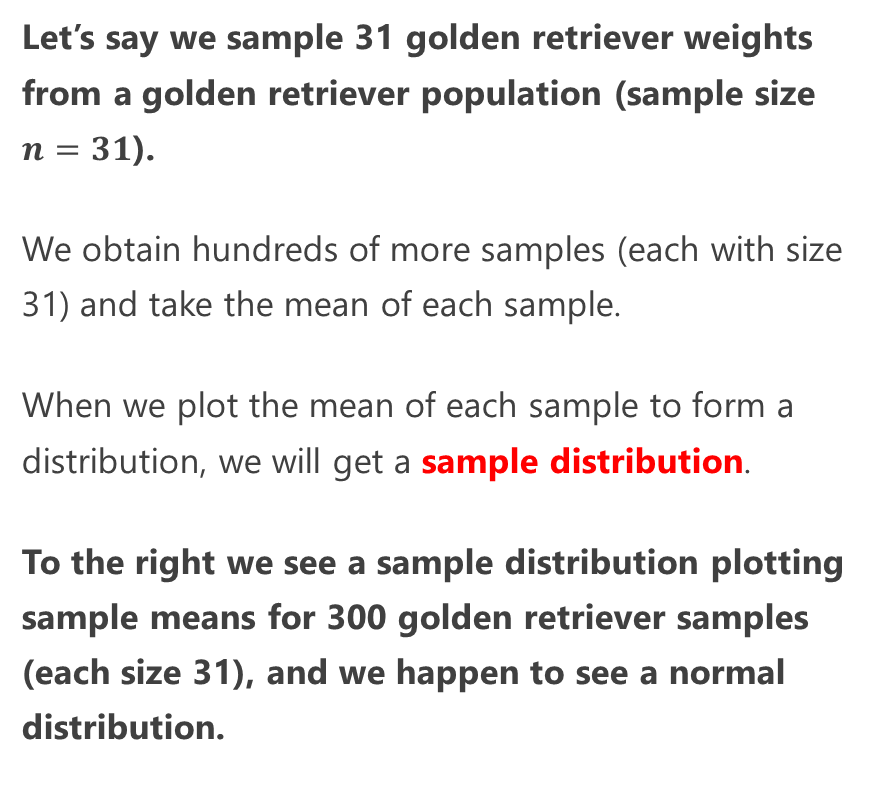 Let’s say we sample 31 golden retriever weights
from a golden retriever population (sample size
n = 31).
We obtain hundreds of more samples (each with size
31) and take the mean of each sample.
When we plot the mean of each sample to form a
distribution, we will get a sample distribution.
To the right we see a sample distribution plotting
sample means for 300 golden retriever samples
(each size 31), and we happen to see a normal
distribution.